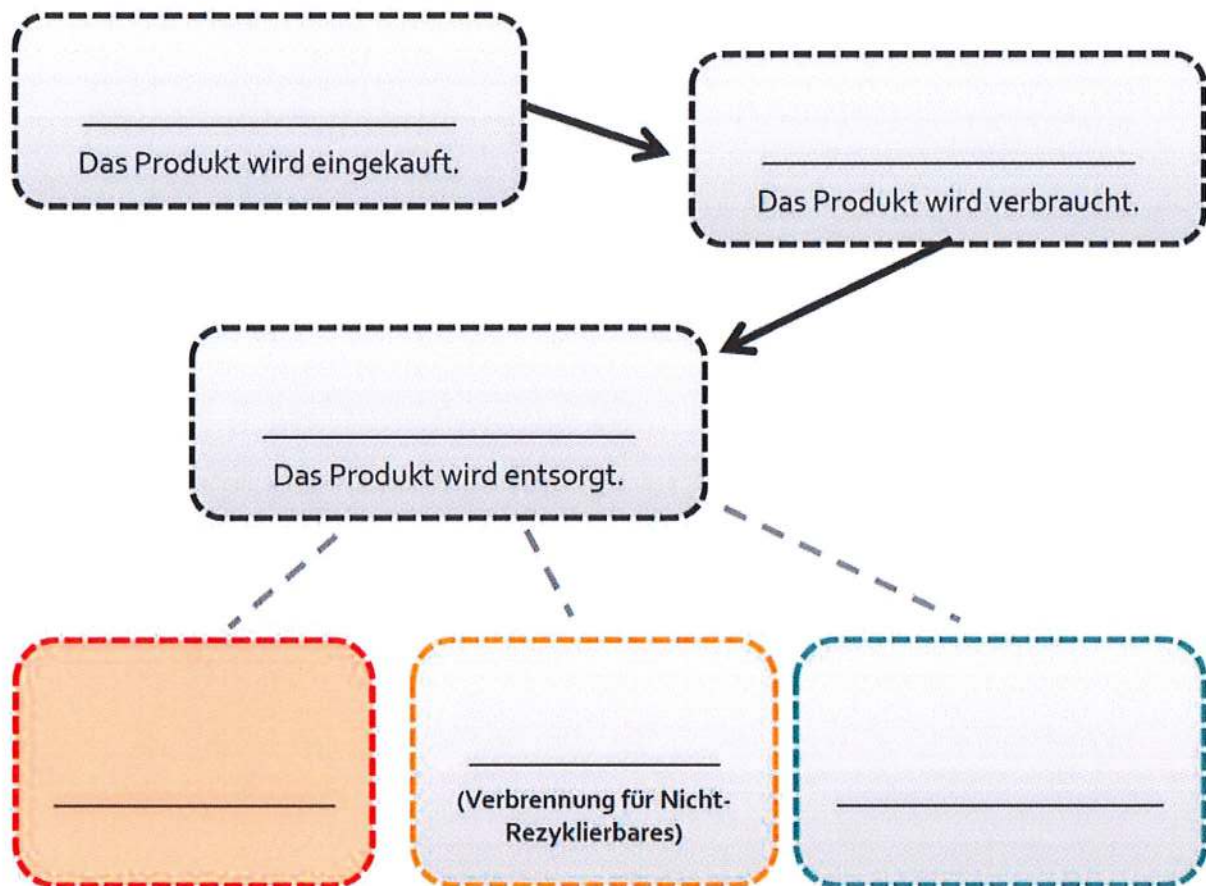 Das Produkt wird eingekauft.
Das Produkt wird verbraucht.
Das Produkt wird entsorgt.
(Verbrennung für Nicht-
Rezyklierbares)